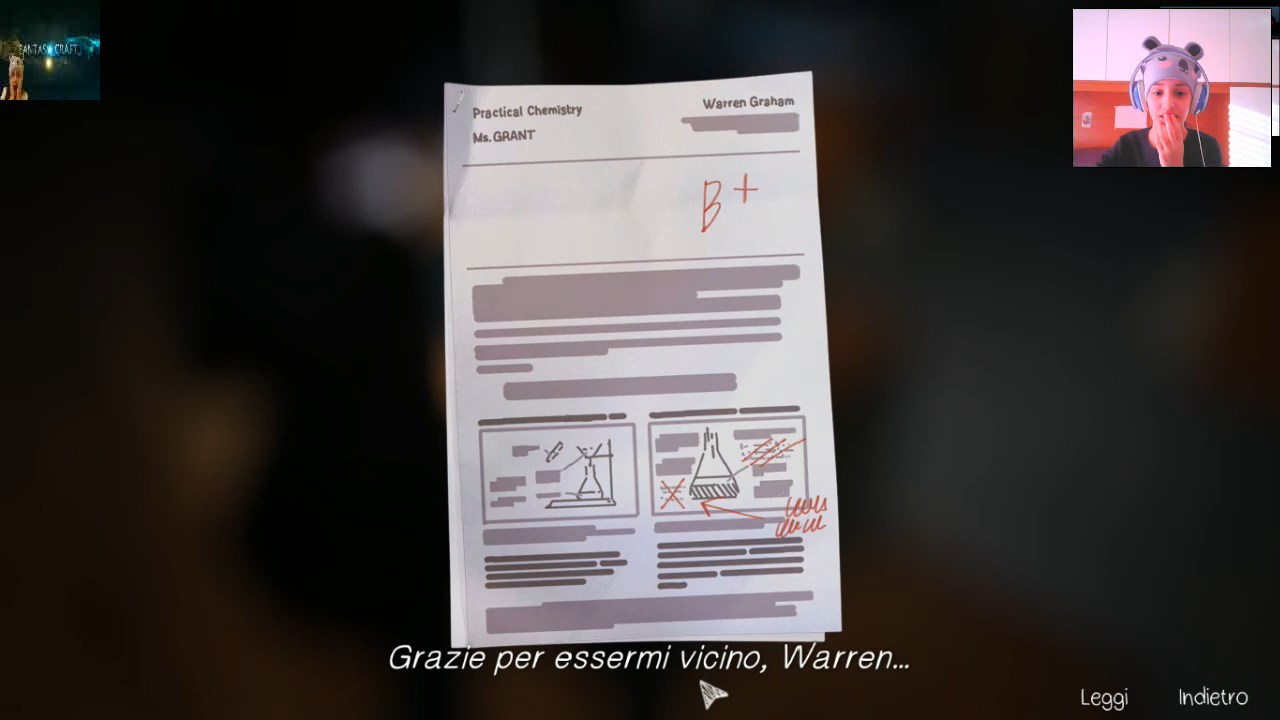 FANTASY CRAFT
Practical Chemistry
Warren Graham
Ms. GRANT
B+
Grazie per essermi vicino, Warren...
Leggi
Indietro